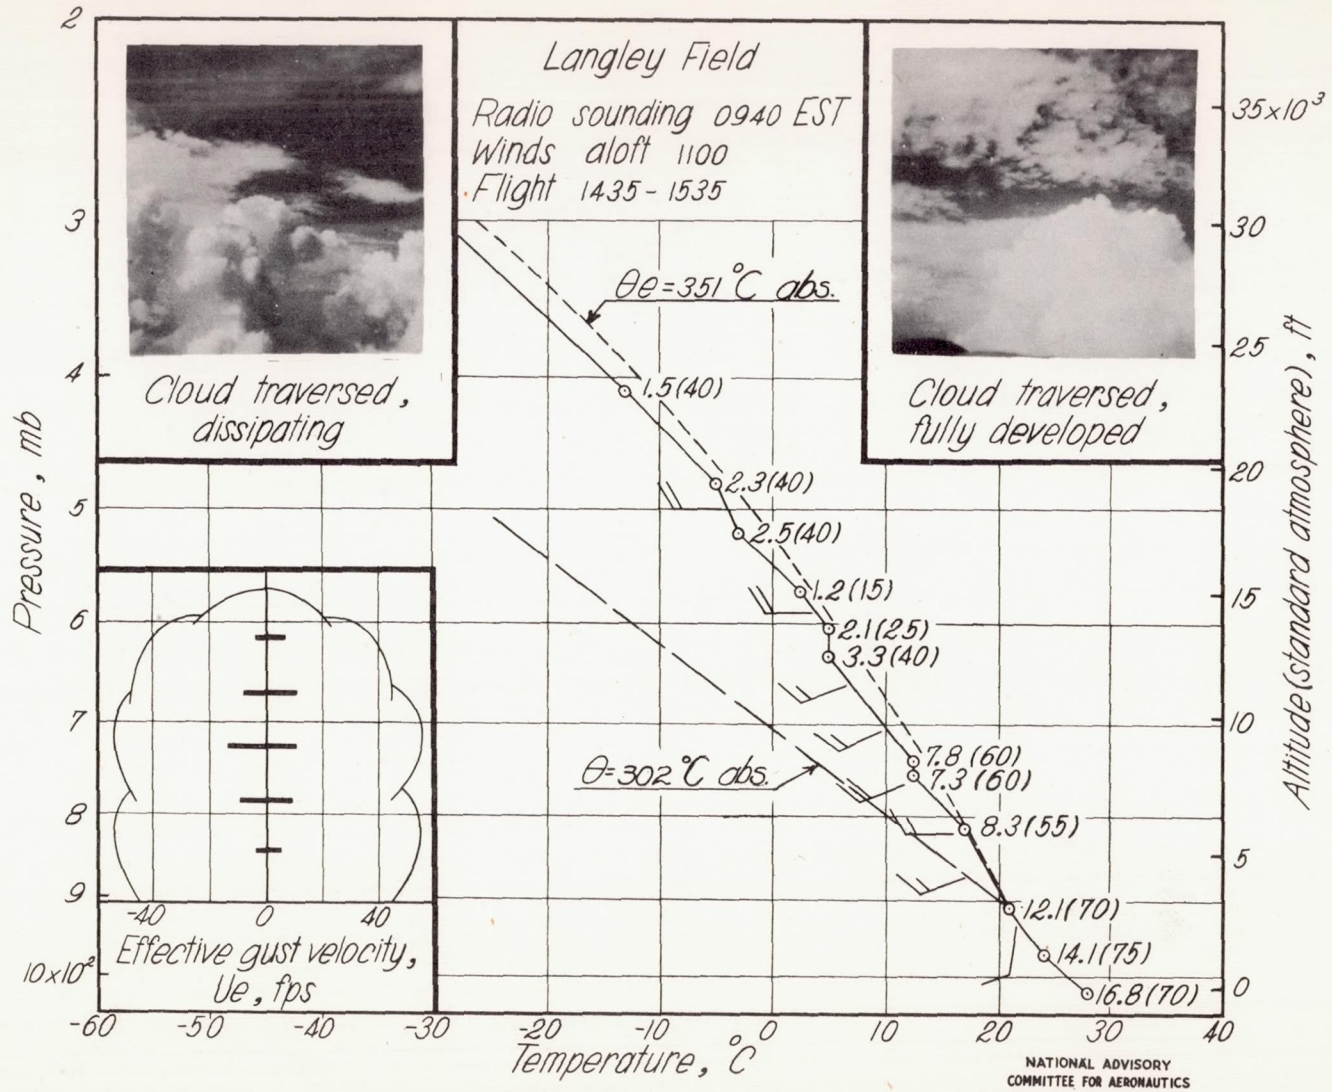 Langley Field
Radio sounding 0940 EST
Winds aloft 1100
Flight 1435-1535
Cloud traversed,
dissipating
Cloud traversed,
fully developed
θe=351°C abs.
1.5(40)
2.3(40)
2.5(40)
1.2(15)
2.1(25)
3.3(40)
7.8(60)
7.3(60)
8.3(55)
12.1(70)
14.1(75)
16.8(70)
θ=302°C abs.
Pressure, mb
2
3
4
5
6
7
8
9
10x10²
Altitude (standard atmosphere), ft
35x10³
30
25
20
15
10
5
0
-40 0 40
Effective gust velocity,
Ue, fps
-60 -50 -40 -30 -20 -10 0 10 20 30 40
Temperature, °C
NATIONAL ADVISORY
COMMITTEE FOR AERONAUTICS